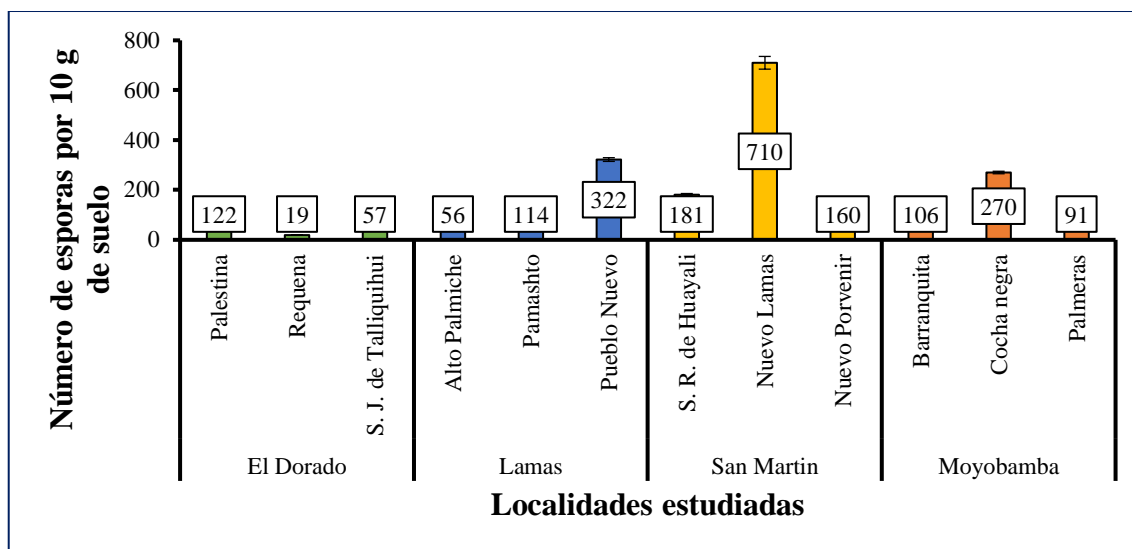 Número de esporas por 10 g
de suelo
800
600
400
200
0
122
19
57
56
114
322
181
710
160
106
270
91
Palestina
Requena
S. J. de Talliquihui
Alto Palmiche
Pamashto
Pueblo Nuevo
S. R. de Huayali
Nuevo Lamas
Nuevo Porvenir
Barranquita
Cocha negra
Palmeras
El Dorado
Lamas
San Martin
Moyobamba
Localidades estudiadas